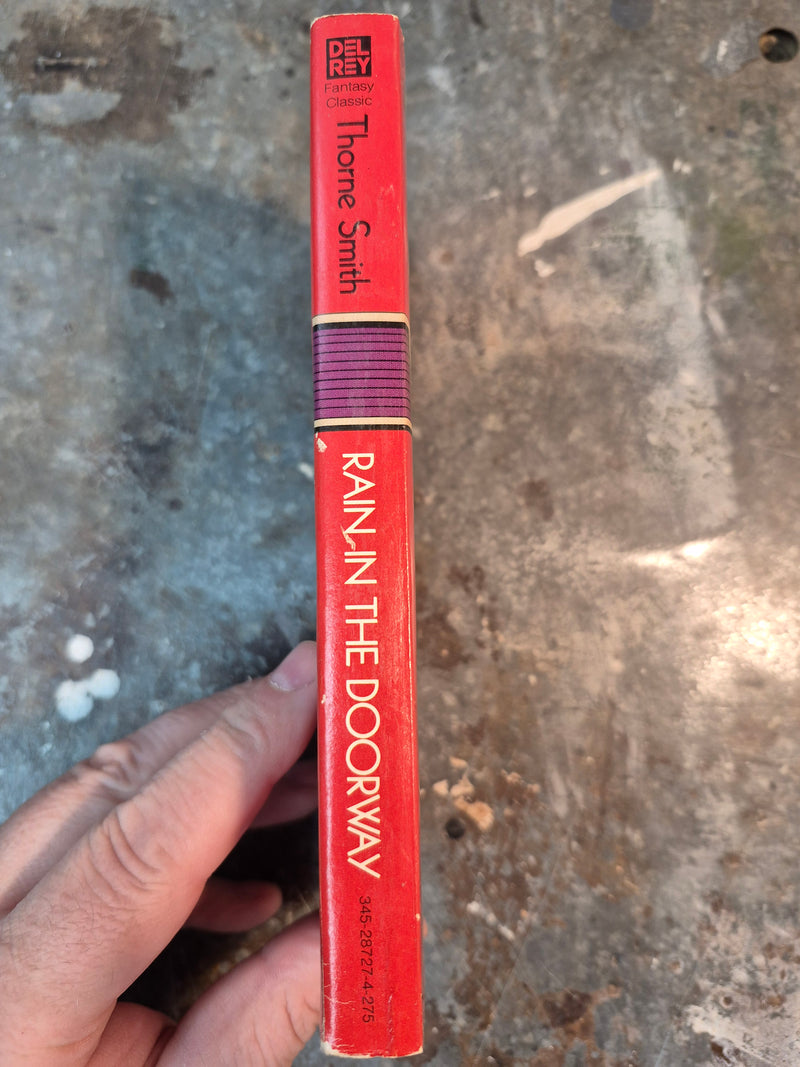 DEL
REY
Fantasy
Classic
Thorne Smith
RAIN IN THE DOORWAY
345-28727-4-275